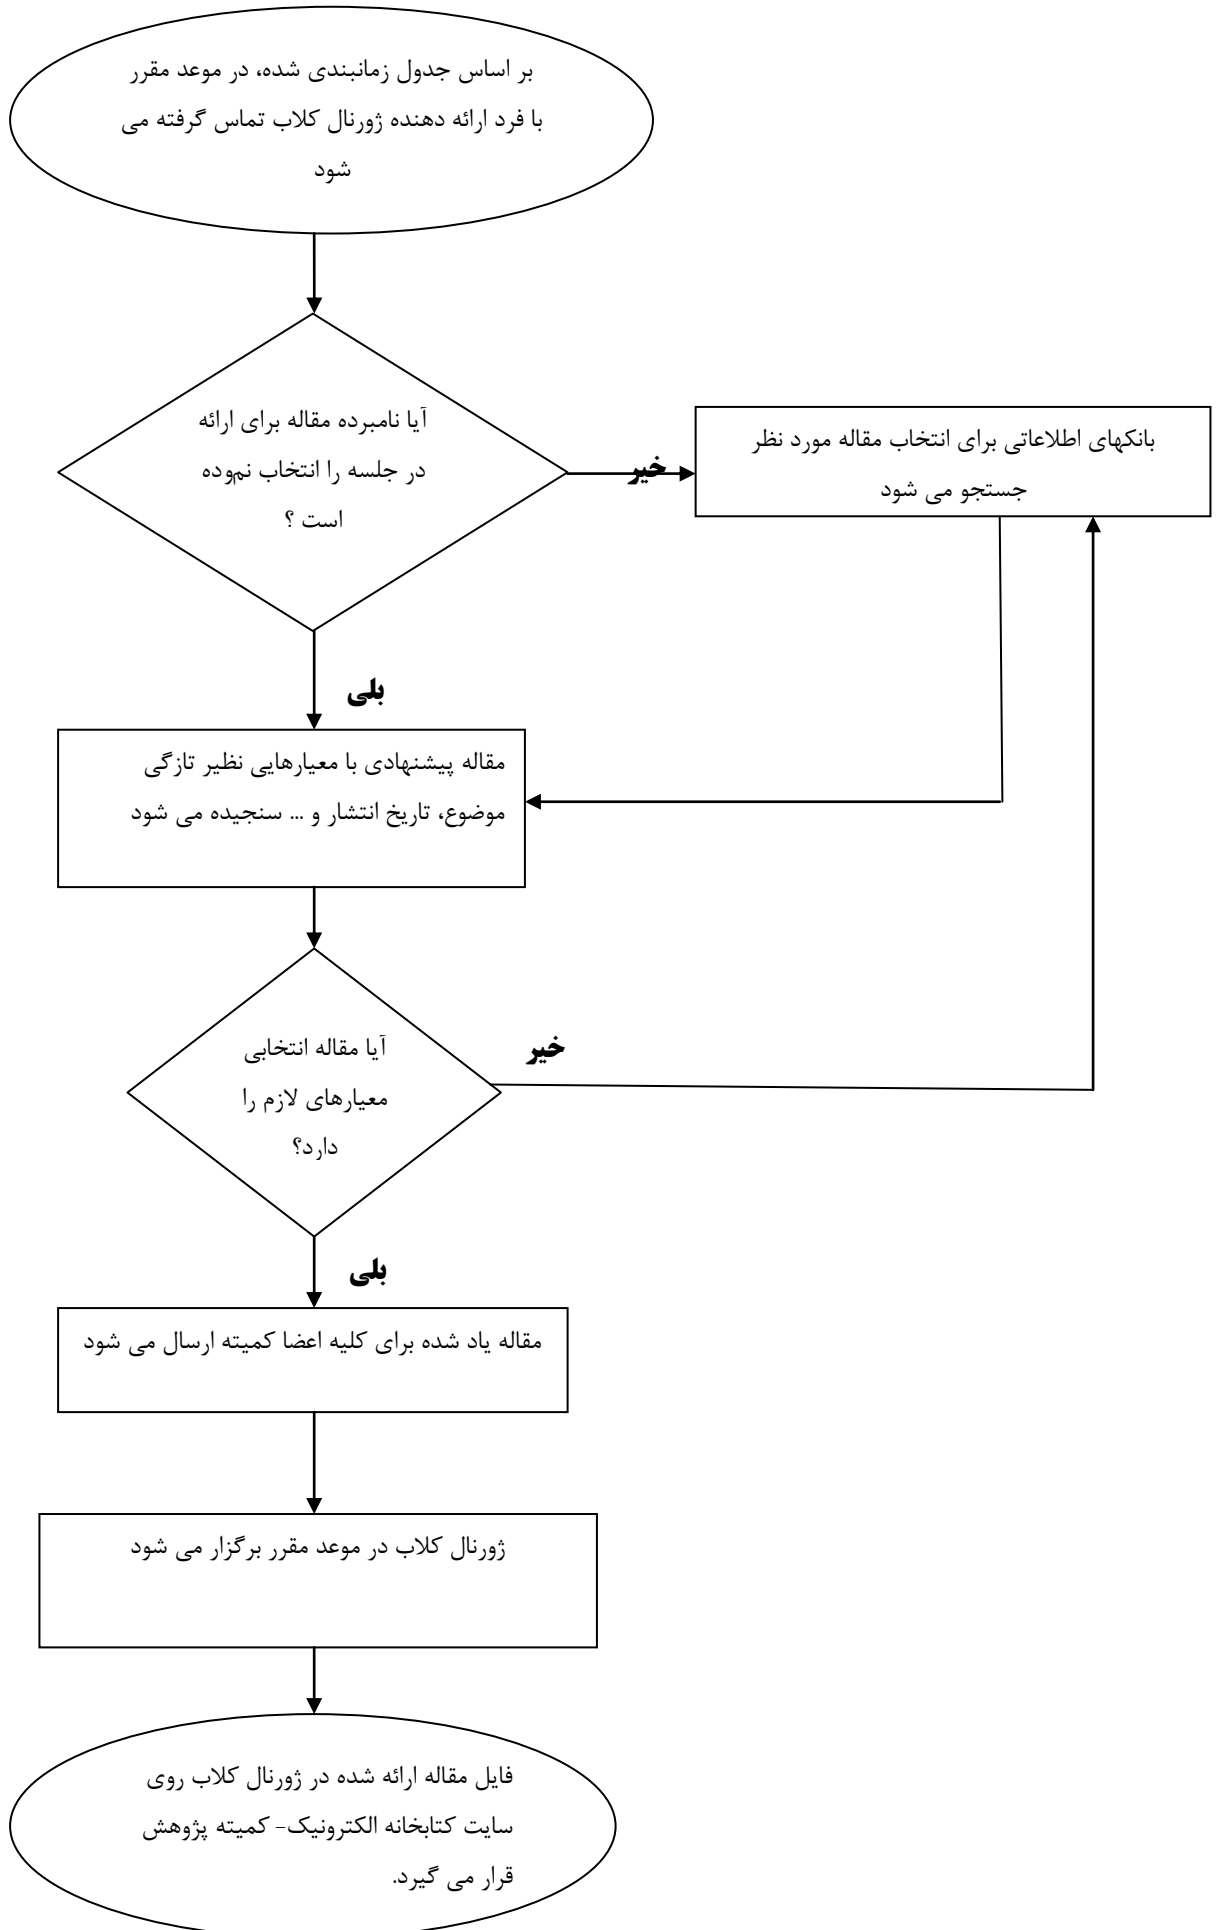 بر اساس جدول زمانبندی شده، در موعد مقرر
با فرد ارائه دهنده ژورنال کلاب تماس گرفته می
شود
آیا نامبرده مقاله برای ارائه
در جلسه را انتخاب نموده
است ؟
خیر
بانکهای اطلاعاتی برای انتخاب مقاله مورد نظر
جستجو می شود
بلی
مقاله پیشنهادی با معیارهایی نظیر تازگی
موضوع، تاریخ انتشار و ... سنجیده می شود
آیا مقاله انتخابی
معیارهای لازم را
دارد؟
خیر
بلی
مقاله یاد شده برای کلیه اعضا کمیته ارسال می شود
ژورنال کلاب در موعد مقرر برگزار می شود
فایل مقاله ارائه شده در ژورنال کلاب روی
سایت کتابخانه الکترونیک- کمیته پژوهش
قرار می گیرد.